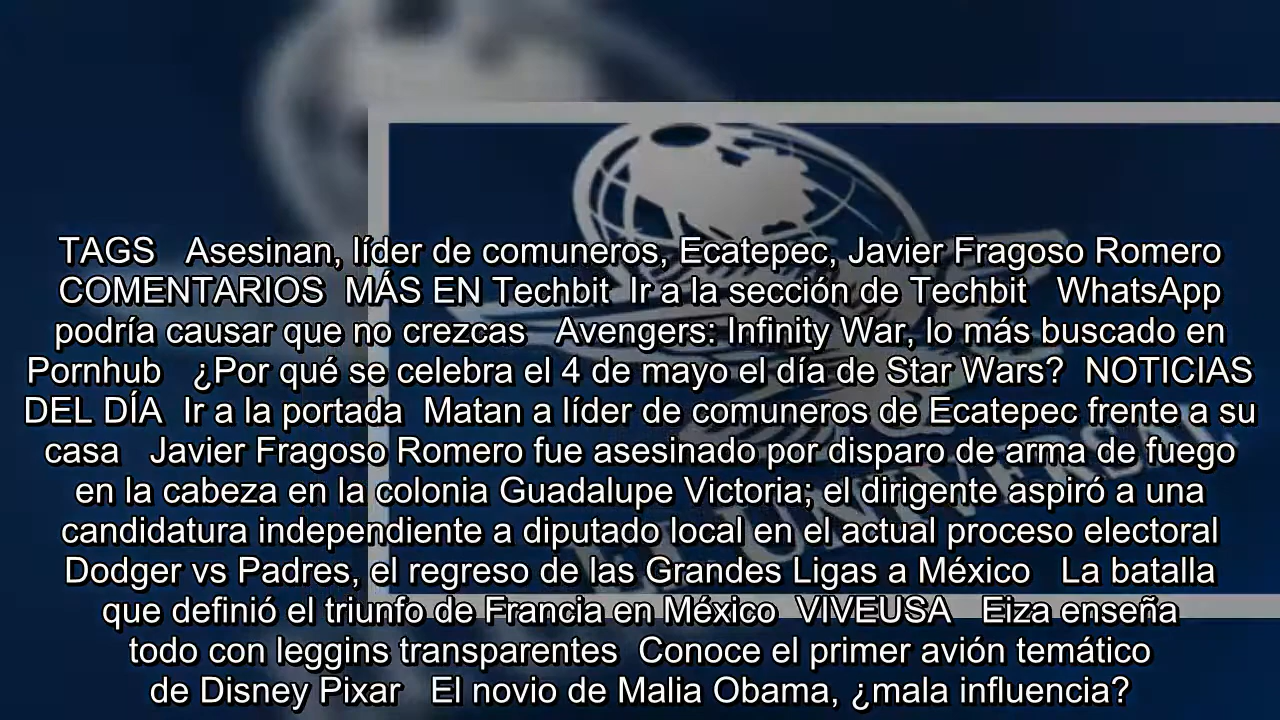 TAGS Asesinan, líder de comuneros, Ecatepec, Javier Fragoso Romero
COMENTARIOS MÁS EN Techbit Ir a la sección de Techbit WhatsApp
podría causar que no crezcas Avengers: Infinity War, lo más buscado en
Pornhub ¿Por qué se celebra el 4 de mayo el día de Star Wars? NOTICIAS
DEL DÍA Ir a la portada Matan a líder de comuneros de Ecatepec frente a su
casa Javier Fragoso Romero fue asesinado por disparo de arma de fuego
en la cabeza en la colonia Guadalupe Victoria; el dirigente aspiró a una
candidatura independiente a diputado local en el actual proceso electoral
Dodger vs Padres, el regreso de las Grandes Ligas a México La batalla
que definió el triunfo de Francia en México VIVEUSA Eiza enseña
todo con leggins transparentes Conoce el primer avión temático
de Disney Pixar El novio de Malia Obama, ¿mala influencia?
EL UNIVERSAL